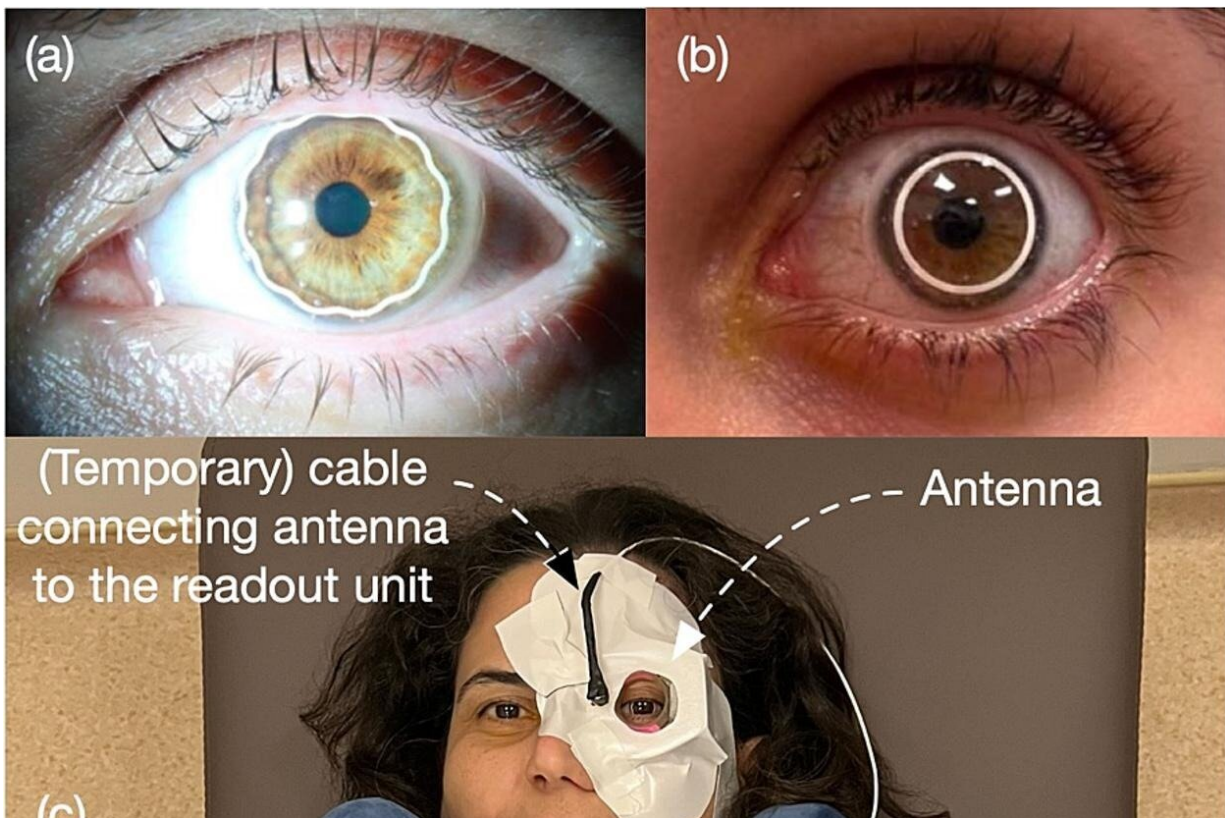 (a)
(b)
(Temporary) cable
connecting antenna
to the readout unit
Antenna
(c)